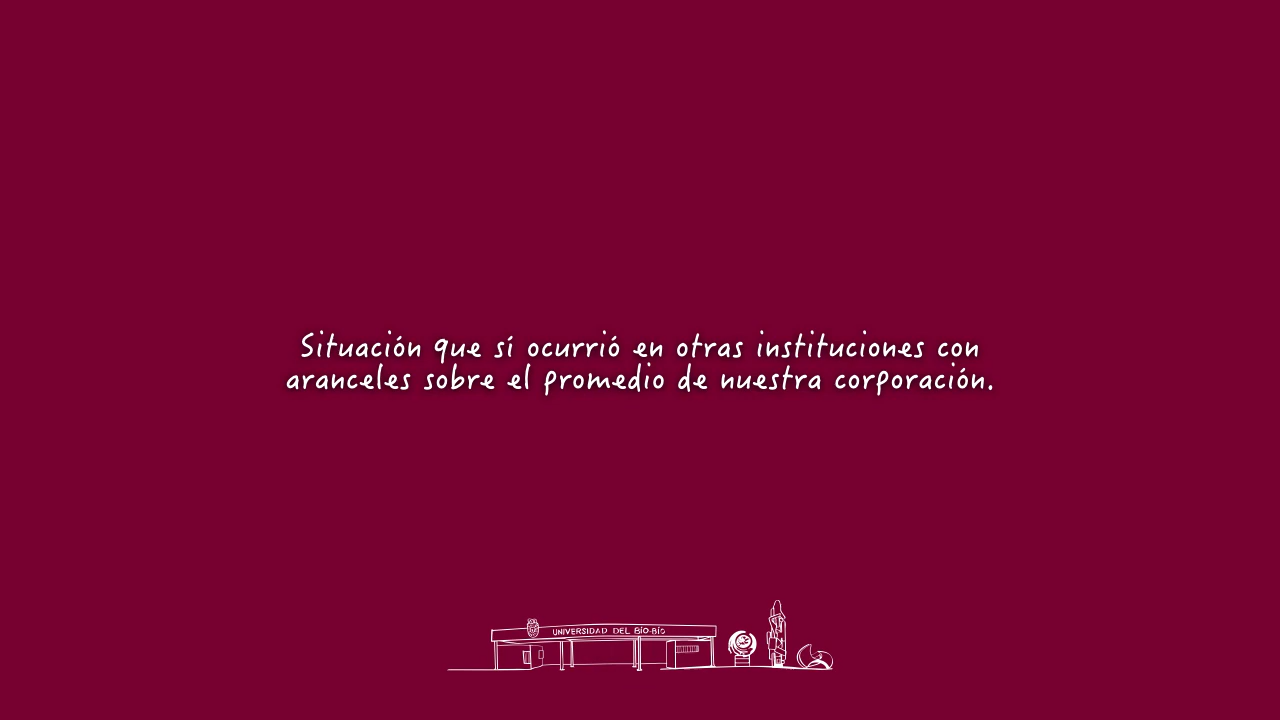 Situación que sí ocurrió en otras instituciones con
aranceles sobre el promedio de nuestra corporación.
UNIVERSIDAD DEL BÍO-BÍO